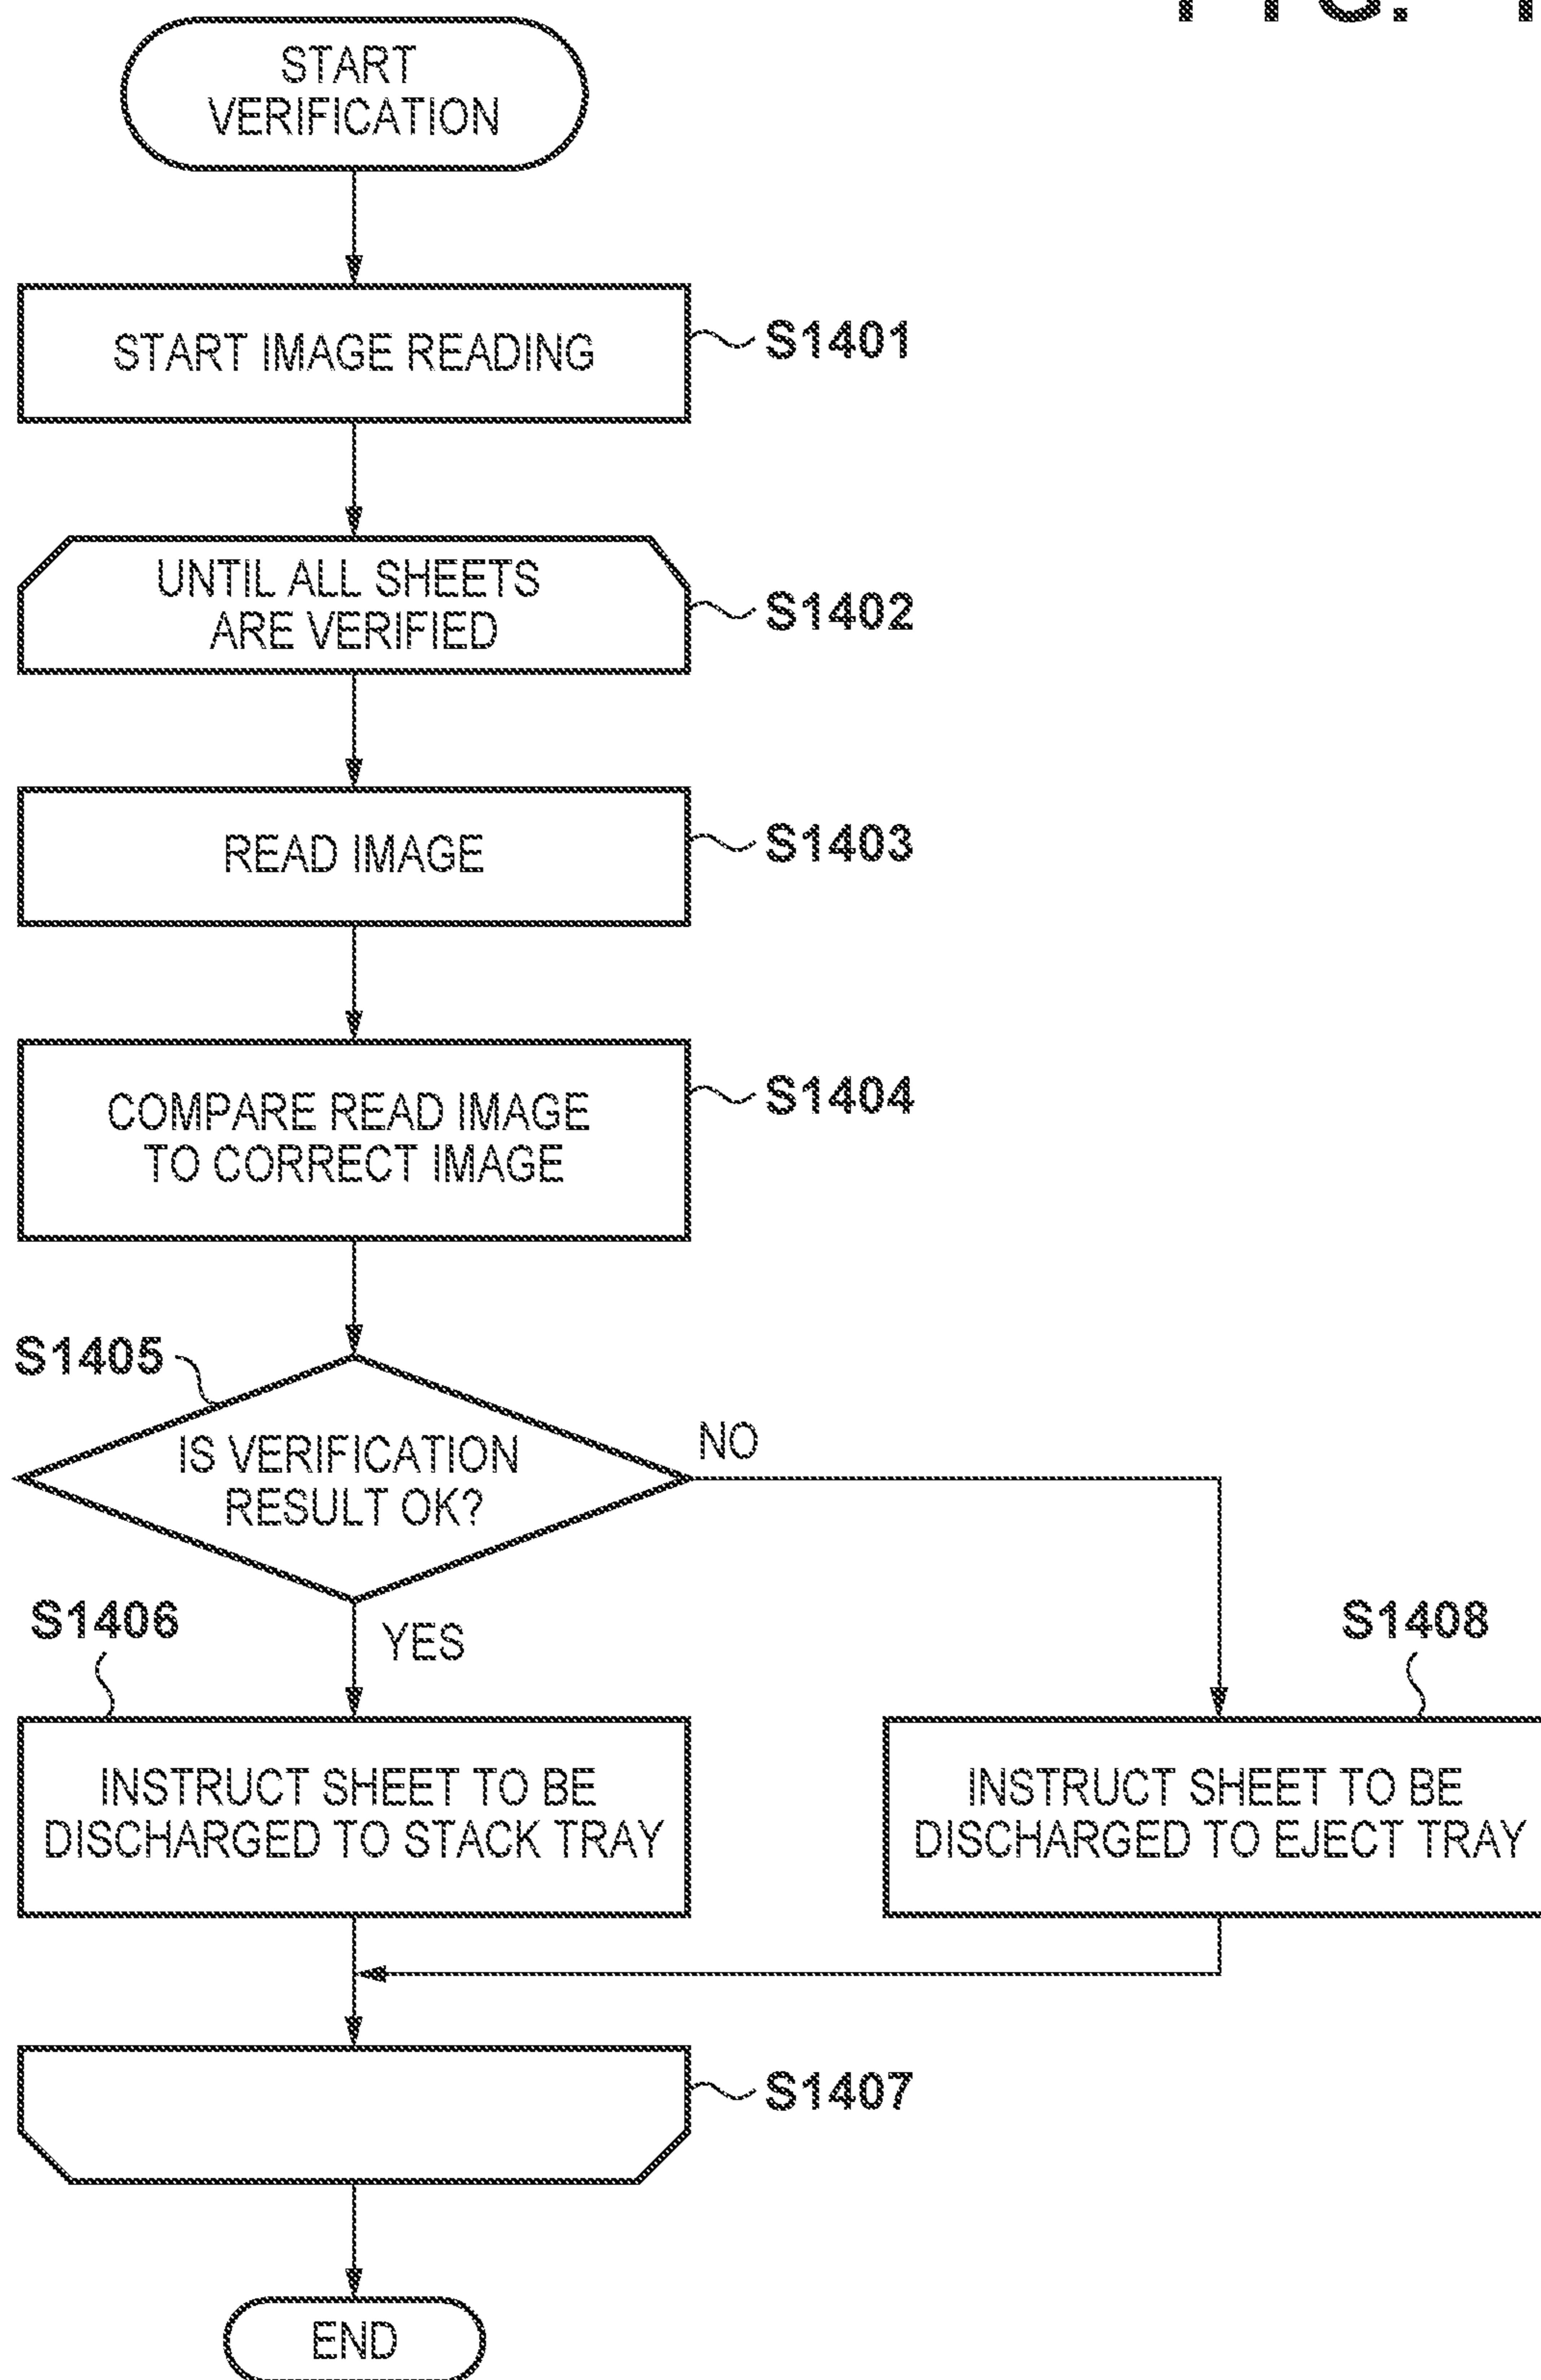 FIG. 1
START
VERIFICATION
START IMAGE READING
S1401
UNTIL ALL SHEETS
ARE VERIFIED
S1402
READ IMAGE
S1403
COMPARE READ IMAGE
TO CORRECT IMAGE
S1404
S1405
IS VERIFICATION
RESULT OK?
NO
YES
S1406
INSTRUCT SHEET TO BE
DISCHARGED TO STACK TRAY
S1408
INSTRUCT SHEET TO BE
DISCHARGED TO EJECT TRAY
S1407
END